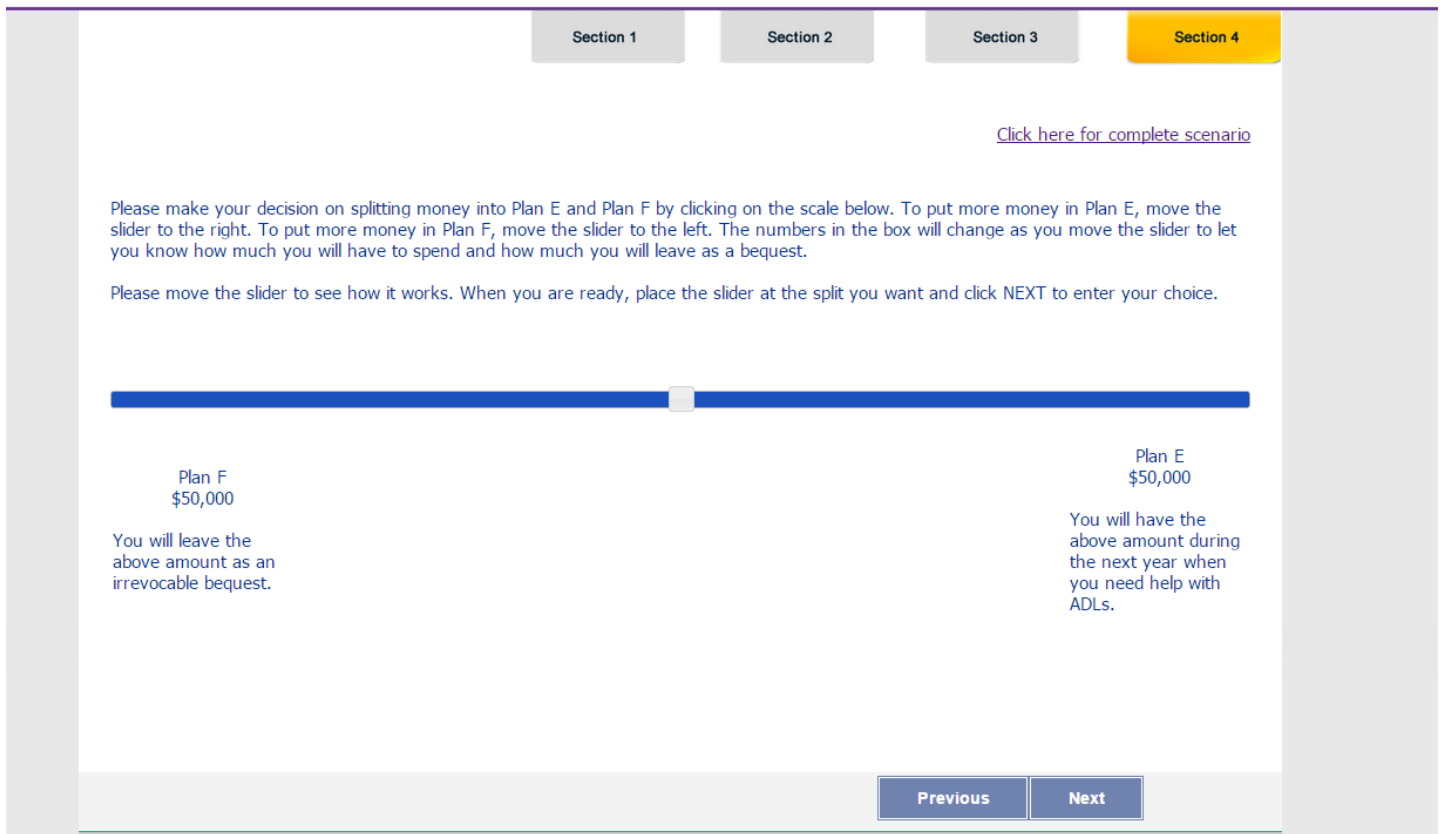 Section 1
Section 2
Section 3
Section 4
Click here for complete scenario
Please make your decision on splitting money into Plan E and Plan F by clicking on the scale below. To put more money in Plan E, move the
slider to the right. To put more money in Plan F, move the slider to the left. The numbers in the box will change as you move the slider to let
you know how much you will have to spend and how much you will leave as a bequest.
Please move the slider to see how it works. When you are ready, place the slider at the split you want and click NEXT to enter your choice.
Plan F
$50,000
You will leave the
above amount as an
irrevocable bequest.
Plan E
$50,000
You will have the
above amount during
the next year when
you need help with
ADLs.
Previous
Next